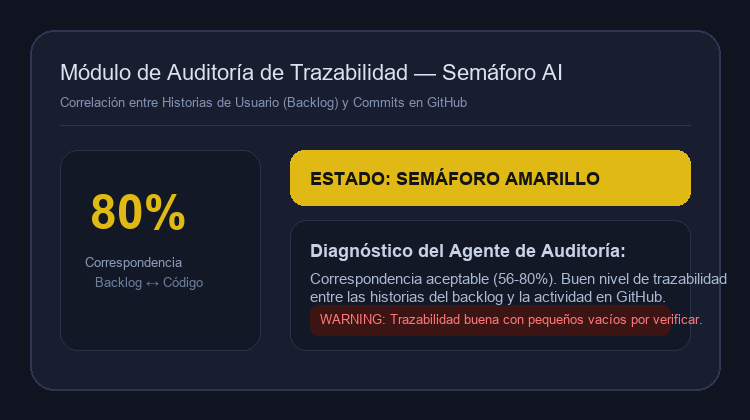 Módulo de Auditoría de Trazabilidad — Semáforo AI
Correlación entre Historias de Usuario (Backlog) y Commits en GitHub
80%
Correspondencia
Backlog ↔ Código
ESTADO: SEMÁFORO AMARILLO
Diagnóstico del Agente de Auditoría:
Correspondencia aceptable (56-80%). Buen nivel de trazabilidad
entre las historias del backlog y la actividad en GitHub.
WARNING: Trazabilidad buena con pequeños vacíos por verificar.